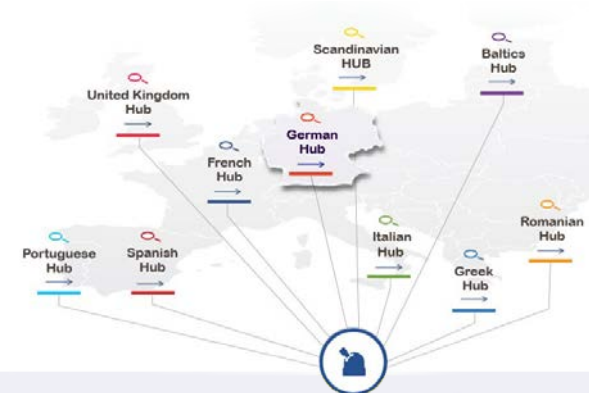 Scandinavian
HUB
Baltics
Hub
United Kingdom
Hub
German
Hub
French
Hub
Romanian
Hub
Italian
Hub
Portuguese
Hub
Spanish
Hub
Greek
Hub